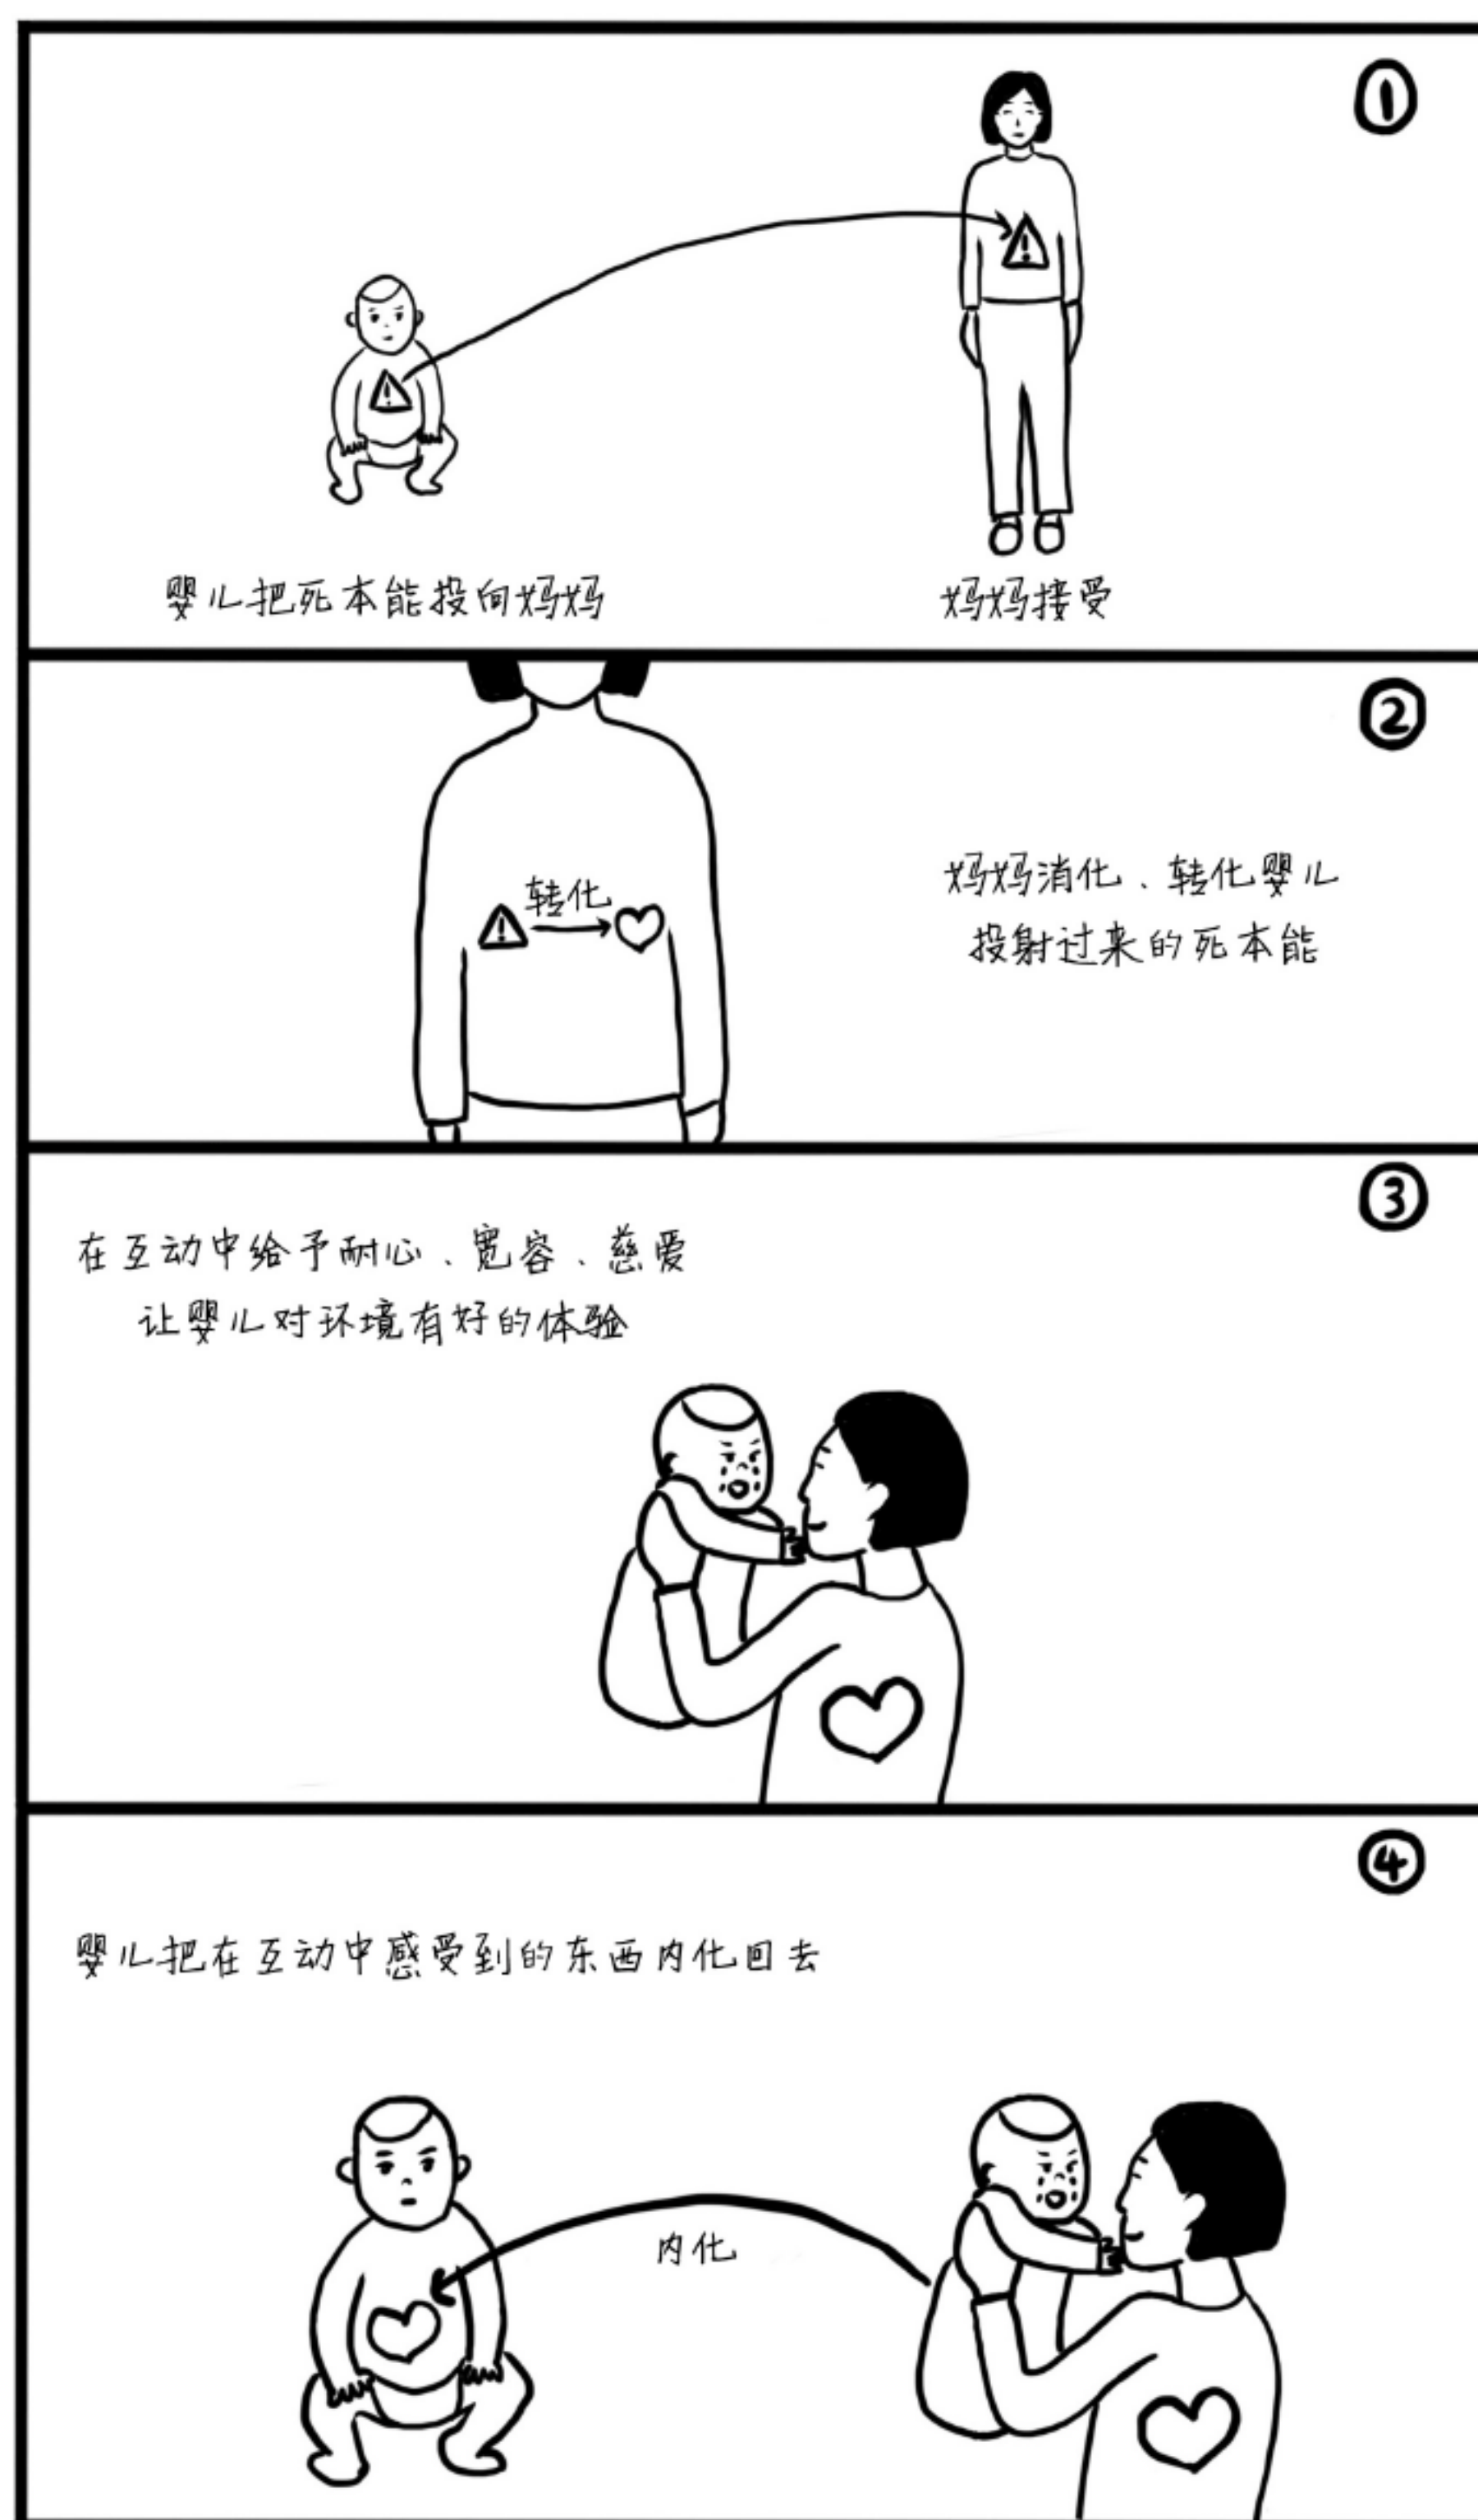 ①
婴儿把死本能投向妈妈
妈妈接受
②
转化
妈妈消化、转化婴儿
投射过来的死本能
③
在互动中给予耐心、宽容、慈爱
让婴儿对环境有好的体验
④
婴儿把在互动中感受到的东西内化回去
内化